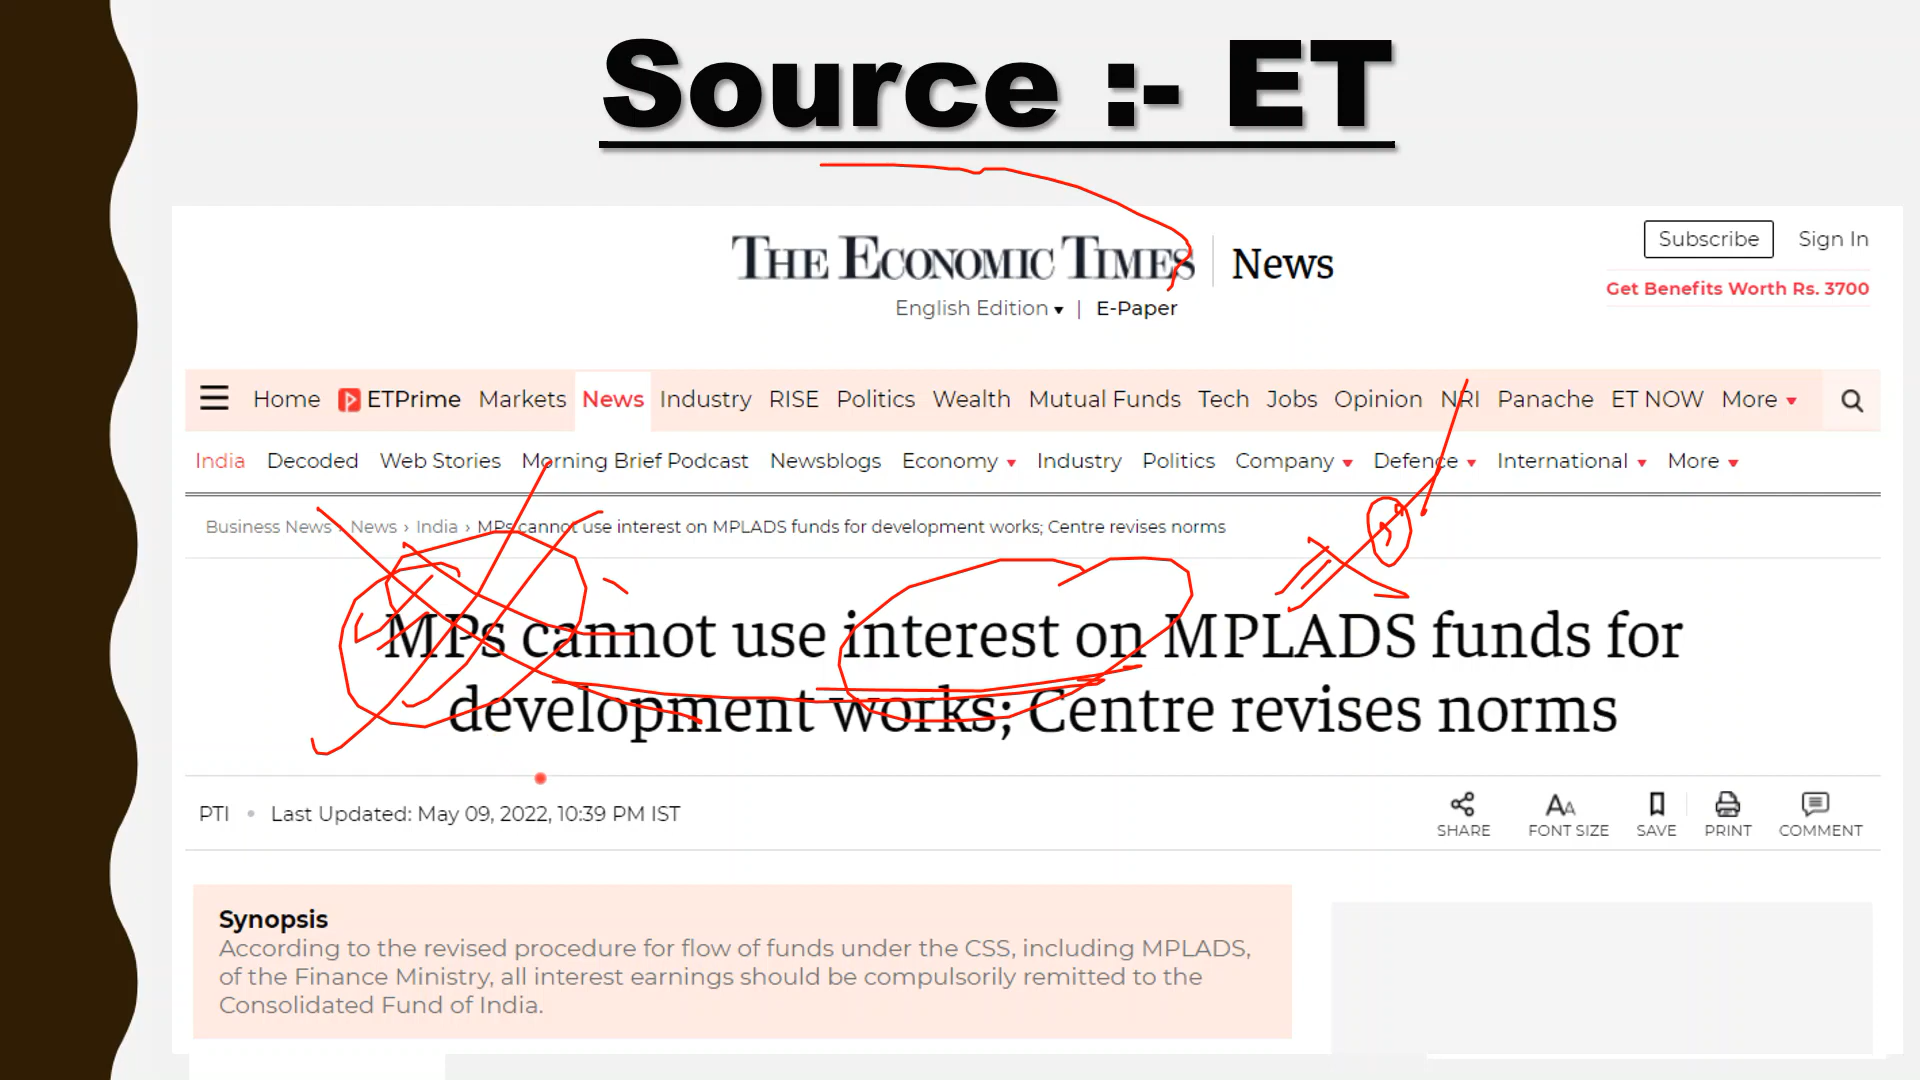 Source :- ET
THE ECONOMIC TIMES | News
Subscribe Sign In
Get Benefits Worth Rs. 3700
English Edition ▾ | E-Paper
Home ETPrime Markets News Industry RISE Politics Wealth Mutual Funds Tech Jobs Opinion NRI Panache ET NOW More
India Decoded Web Stories Morning Brief Podcast Newsblogs Economy Industry Politics Company Defence International More
Business News › News › India › MPs cannot use interest on MPLADS funds for development works; Centre revises norms
MPs cannot use interest on MPLADS funds for
development works; Centre revises norms
PTI • Last Updated: May 09, 2022, 10:39 PM IST
SHARE FONT SIZE SAVE PRINT COMMENT
Synopsis
According to the revised procedure for flow of funds under the CSS, including MPLADS,
of the Finance Ministry, all interest earnings should be compulsorily remitted to the
Consolidated Fund of India.